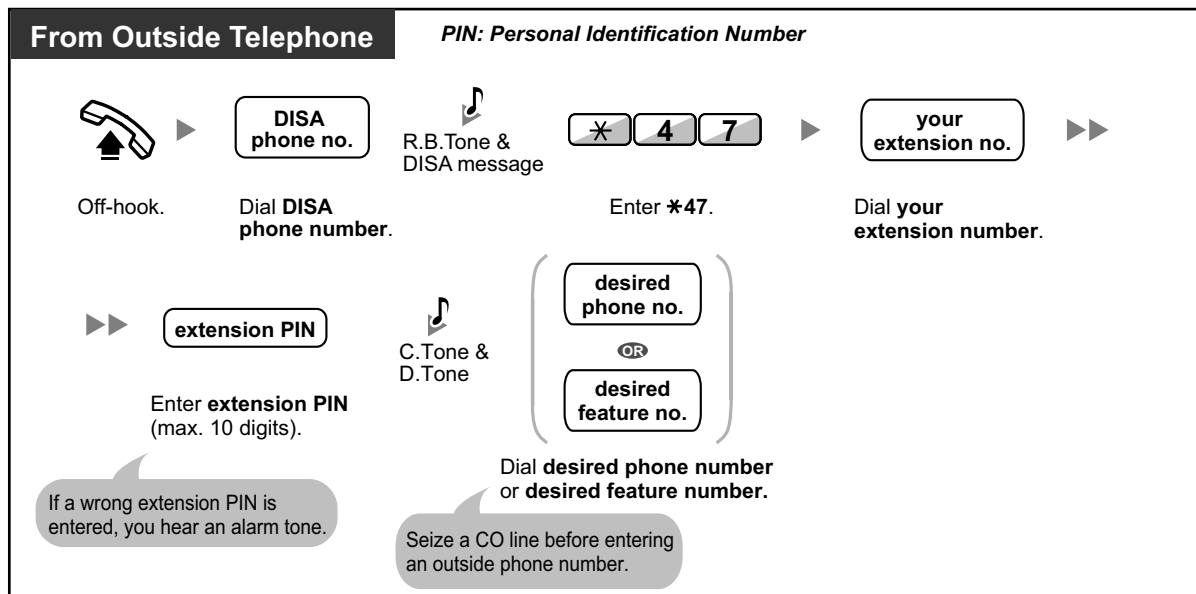 From Outside Telephone
PIN: Personal Identification Number
DISA
phone no.
R.B.Tone &
DISA message
* 4 7
your
extension no.
Off-hook.
Dial DISA
phone number.
Enter *47.
Dial your
extension number.
extension PIN
C.Tone &
D.Tone
desired
phone no.
OR
desired
feature no.
Enter extension PIN
(max. 10 digits).
Dial desired phone number
or desired feature number.
If a wrong extension PIN is
entered, you hear an alarm tone.
Seize a CO line before entering
an outside phone number.